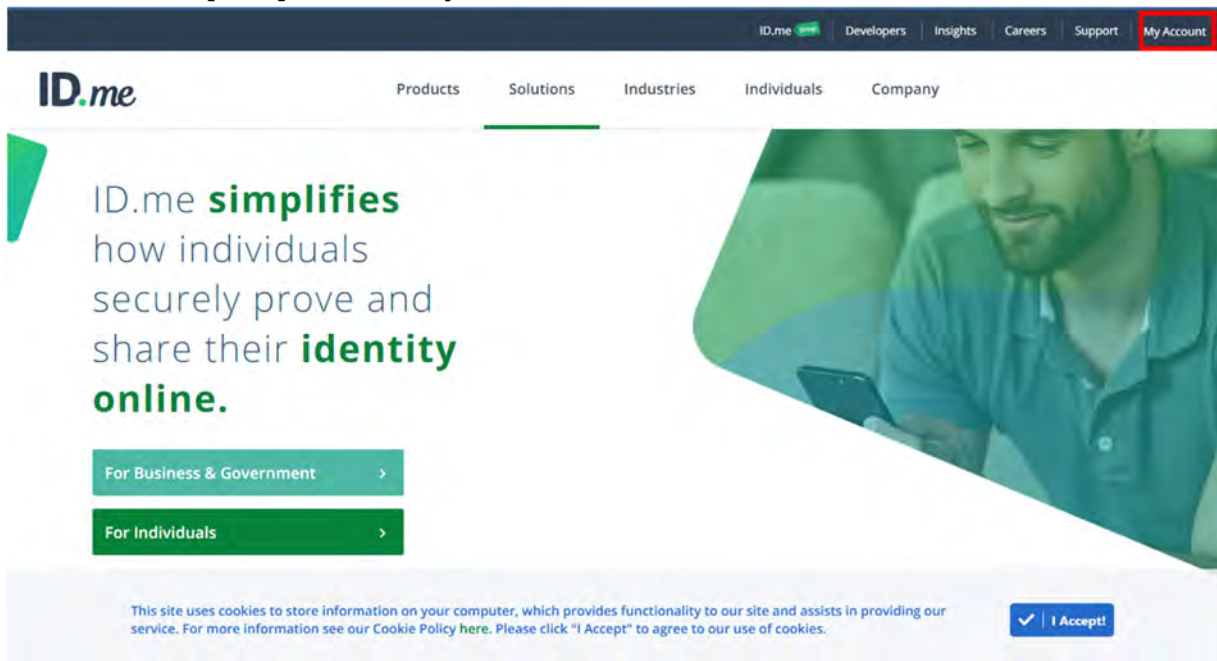 ID.me
Developers
Insights
Careers
Support
My Account
ID.me
Products
Solutions
Industries
Individuals
Company
ID.me simplifies
how individuals
securely prove and
share their identity
online.
For Business & Government >
For Individuals >
This site uses cookies to store information on your computer, which provides functionality to our site and assists in providing our
service. For more information see our Cookie Policy here. Please click "I Accept" to agree to our use of cookies.
I Accept!